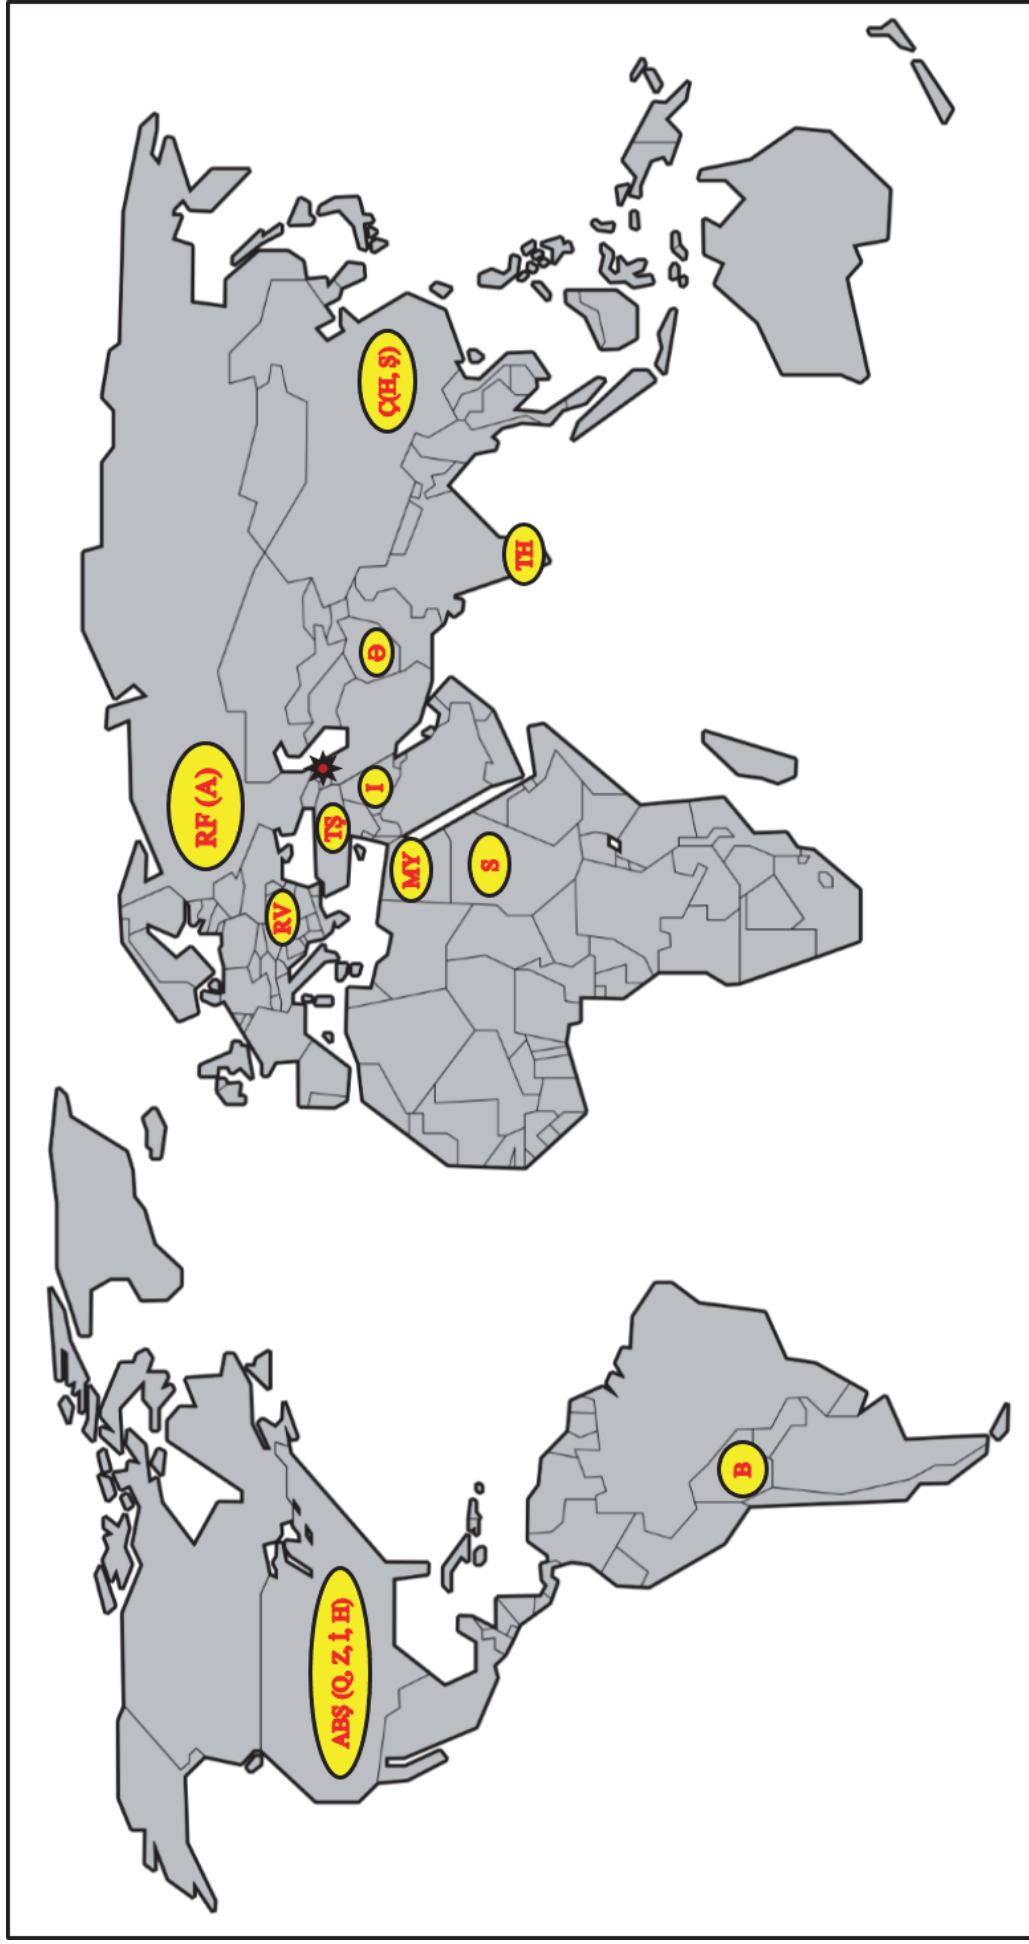 RF (A)
RV
ABŞ (Q, Z, İ, H)
TŞ
I
Ə
Ç(H, Ş)
MY
S
TH
B